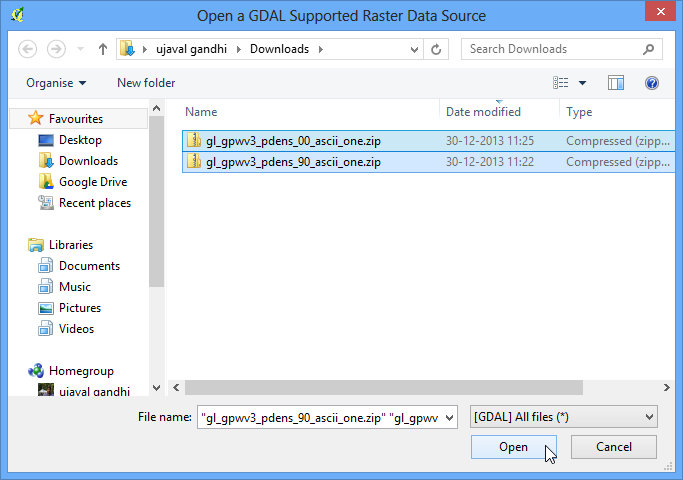 Open a GDAL Supported Raster Data Source
ujaval gandhi Downloads
Search Downloads
Organise New folder
Name Date modified Type
gl_gpwv3_pdens_00_ascii_one.zip 30-12-2013 11:25 Compressed (zipp...
gl_gpwv3_pdens_90_ascii_one.zip 30-12-2013 11:22 Compressed (zipp...
Favourites
Desktop
Downloads
Google Drive
Recent places
Libraries
Documents
Music
Pictures
Videos
Homegroup
ujaval gandhi
File name: "gl_gpwv3_pdens_90_ascii_one.zip" "gl_gpwv
[GDAL] All files (*)
Open Cancel